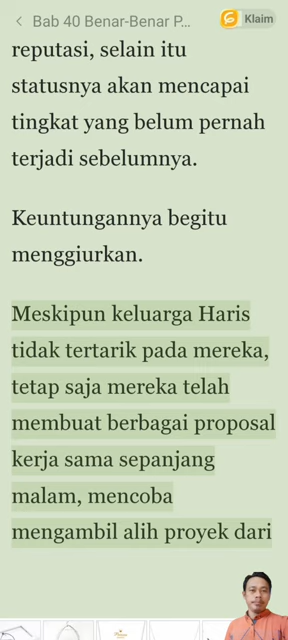 Bab 40 Benar-Benar P...
Klaim
reputasi, selain itu
statusnya akan mencapai
tingkat yang belum pernah
terjadi sebelumnya.
Keuntungannya begitu
menggiurkan.
Meskipun keluarga Haris
tidak tertarik pada mereka,
tetap saja mereka telah
membuat berbagai proposal
kerja sama sepanjang
malam, mencoba
mengambil alih proyek dari